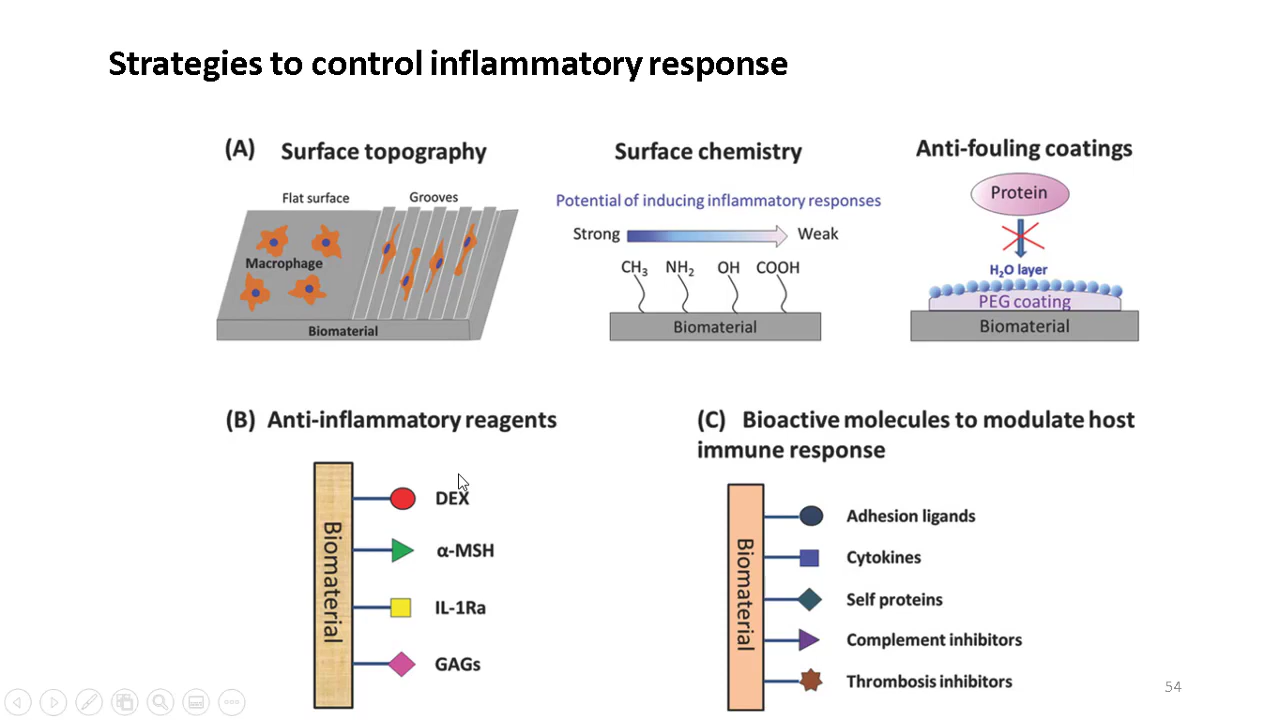 Strategies to control inflammatory response
(A) Surface topography
Flat surface
Grooves
Macrophage
Biomaterial
Surface chemistry
Potential of inducing inflammatory responses
Strong
Weak
CH₃ NH₂ OH COOH
Biomaterial
Anti-fouling coatings
Protein
H₂O layer
PEG coating
Biomaterial
(B) Anti-inflammatory reagents
Biomaterial
DEX
α-MSH
IL-1Ra
GAGs
(C) Bioactive molecules to modulate host
immune response
Biomaterial
Adhesion ligands
Cytokines
Self proteins
Complement inhibitors
Thrombosis inhibitors
54